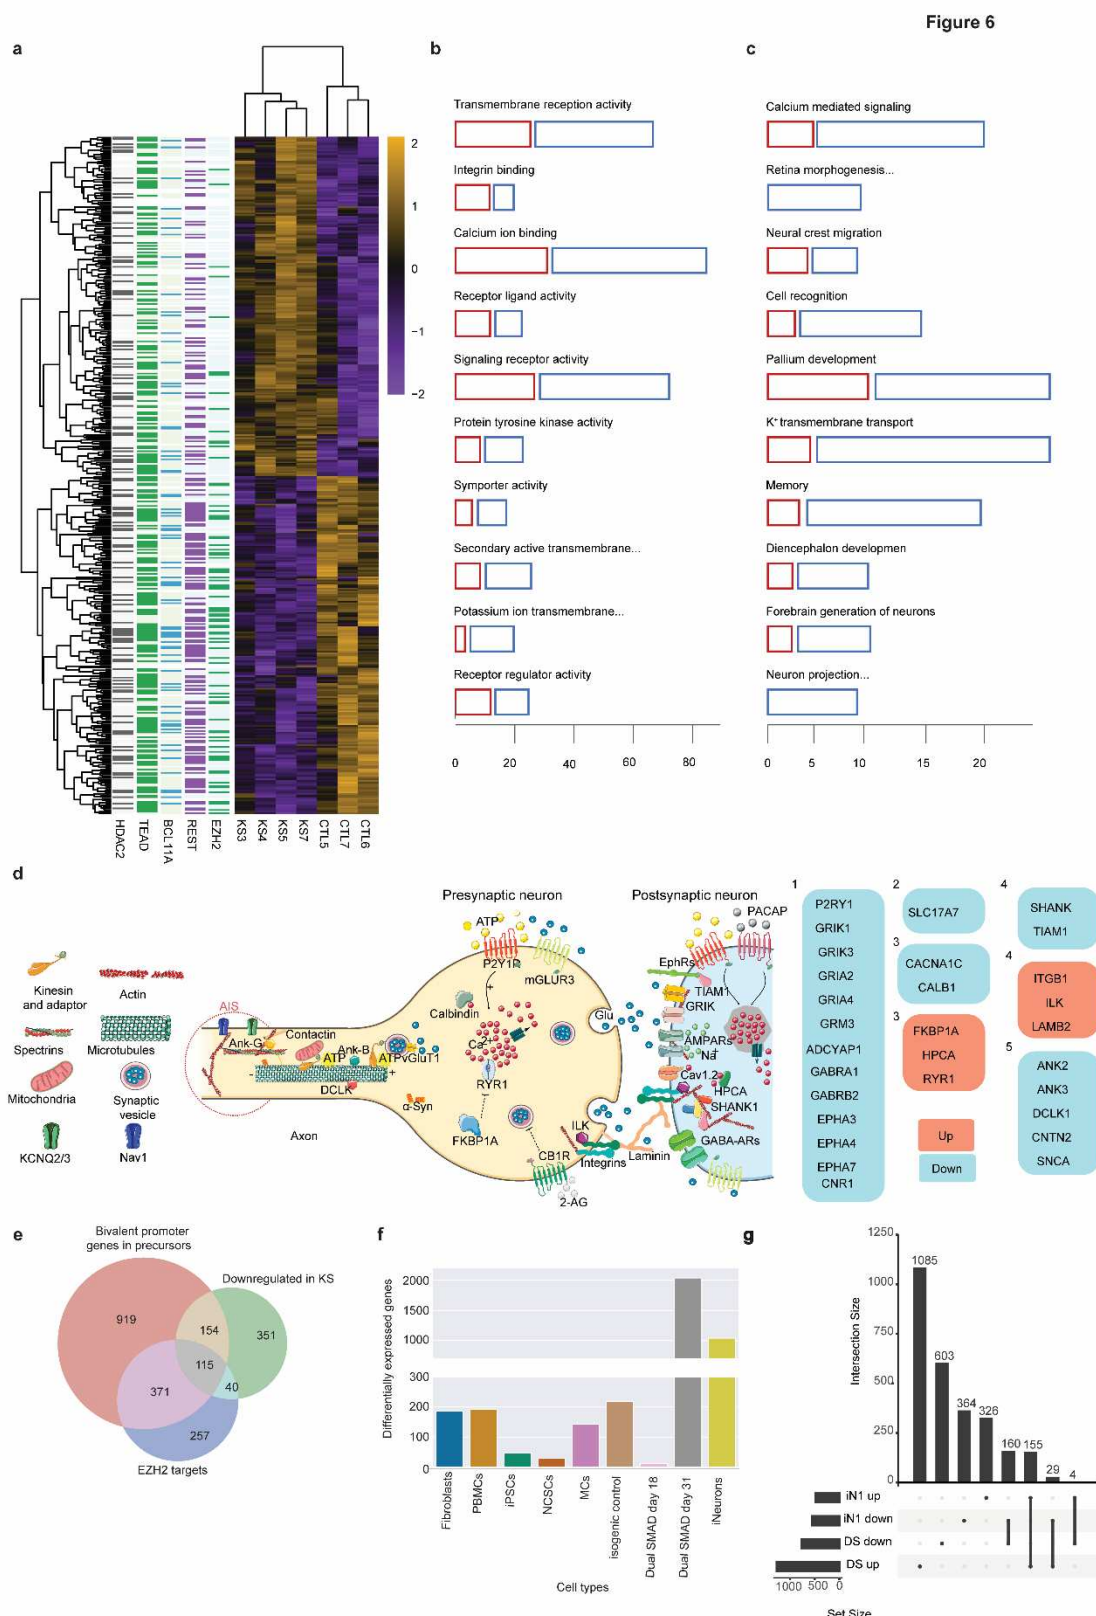 Figure 6
a
2
1
0
−1
−2
HDAC2
TEAD
BCL11A
REST
EZH2
KS3
KS4
KS5
KS7
CTL5
CTL7
CTL6
b
Transmembrane reception activity
Integrin binding
Calcium ion binding
Receptor ligand activity
Signaling receptor activity
Protein tyrosine kinase activity
Symporter activity
Secondary active transmembrane...
Potassium ion transmembrane...
Receptor regulator activity
0 20 40 60 80
c
Calcium mediated signaling
Retina morphogenesis...
Neural crest migration
Cell recognition
Pallium development
K⁺ transmembrane transport
Memory
Diencephalon developmen
Forebrain generation of neurons
Neuron projection...
0 5 10 15 20
d
Kinesin
and adaptor
Actin
Spectrins
Microtubules
Mitochondria
Synaptic
vesicle
KCNQ2/3
Nav1
AIS
Contactin
Ank-G
Ank-B
ATP
ATP
vGluT1
-
+
DCLK
α-Syn
Axon
Presynaptic neuron
ATP
P2Y1R
mGLUR3
+
Calbindin
Ca2+
RYR1
FKBP1A
CB1R
2-AG
Glu
ILK
Integrins
Laminin
Postsynaptic neuron
PACAP
EphRs
TIAM1
GRIK
AMPARs
Na+
Cav1.2
HPCA
SHANK1
GABA-ARs
1
P2RY1
GRIK1
GRIK3
GRIA2
GRIA4
GRM3
ADCYAP1
GABRA1
GABRB2
EPHA3
EPHA4
EPHA7
CNR1
2
SLC17A7
3
CACNA1C
CALB1
3
FKBP1A
HPCA
RYR1
Up
Down
4
SHANK
TIAM1
4
ITGB1
ILK
LAMB2
5
ANK2
ANK3
DCLK1
CNTN2
SNCA
e
Bivalent promoter
genes in precursors
Downregulated in KS
919
154
351
115
371
40
257
EZH2 targets
f
Differentially expressed genes
2000
1500
1000
300
200
100
0
Fibroblasts
PBMCs
iPSCs
NCSCs
MCs
isogenic control
Dual SMAD day 18
Dual SMAD day 31
iNeurons
Cell types
g
Intersection Size
1250
1000
750
500
250
0
1085
603
364
326
160
155
29
4
iN1 up
iN1 down
DS down
DS up
1000 500 0
Set Size